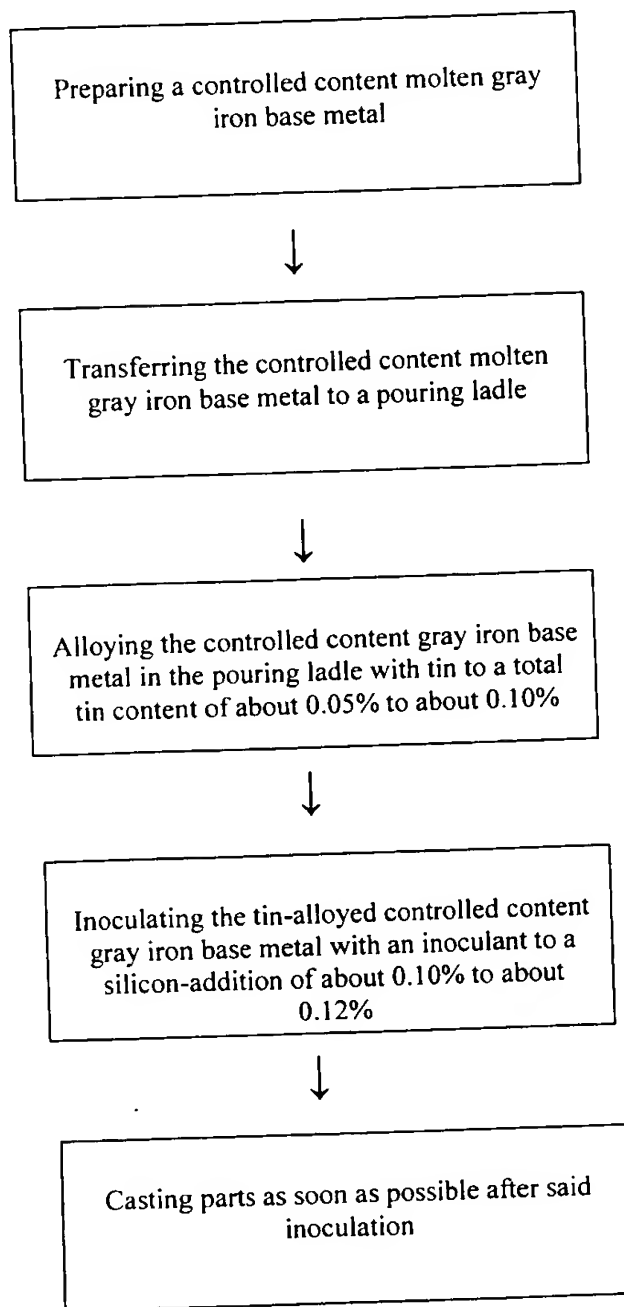 Preparing a controlled content molten gray
iron base metal
Transferring the controlled content molten
gray iron base metal to a pouring ladle
Alloying the controlled content gray iron base
metal in the pouring ladle with tin to a total
tin content of about 0.05% to about 0.10%
Inoculating the tin-alloyed controlled content
gray iron base metal with an inoculant to a
silicon-addition of about 0.10% to about
0.12%
Casting parts as soon as possible after said
inoculation